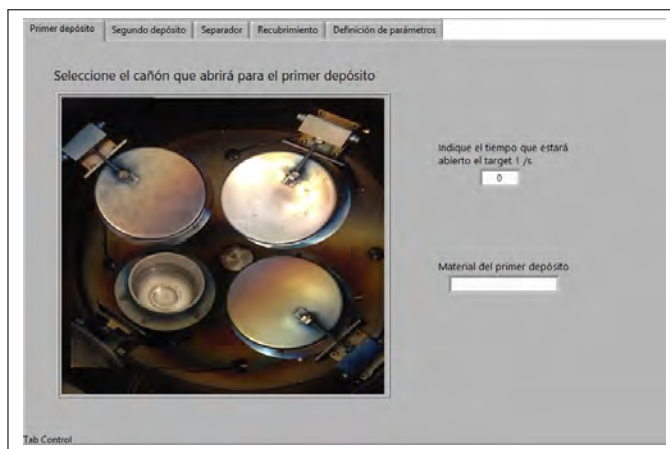 Primer depósito
Segundo depósito
Separador
Recubrimiento
Definición de parámetros
Seleccione el cañón que abrirá para el primer depósito
Indique el tiempo que estará
abierto el target 1 /s
0
Material del primer depósito
Tab Control